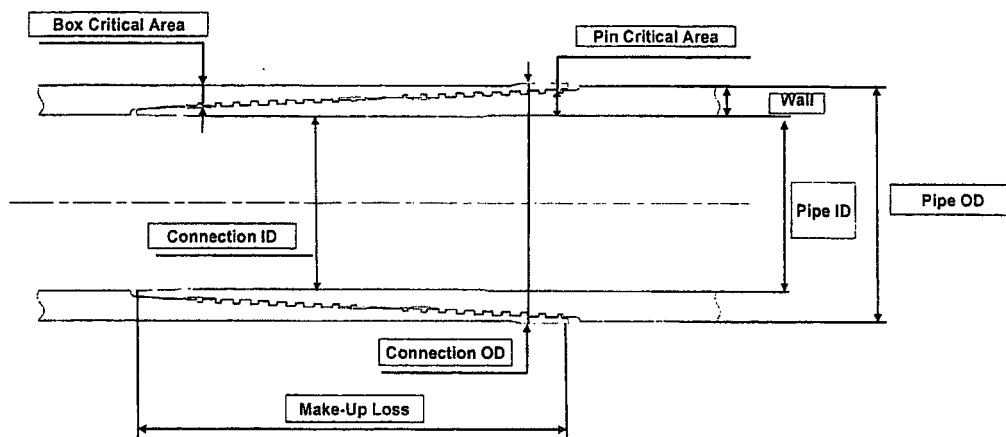 Box Critical Area
Pin Critical Area
Wall
Pipe ID
Pipe OD
Connection ID
Connection OD
Make-Up Loss